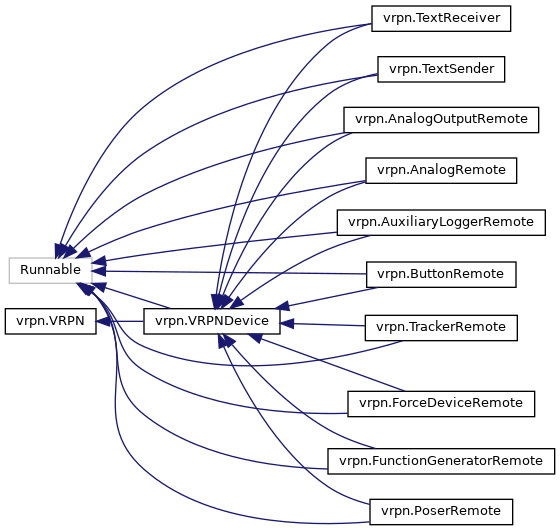 vrpn.TextReceiver
vrpn.TextSender
vrpn.AnalogOutputRemote
vrpn.AnalogRemote
vrpn.AuxiliaryLoggerRemote
Runnable
vrpn.ButtonRemote
vrpn.VRPN
vrpn.VRPNDevice
vrpn.TrackerRemote
vrpn.ForceDeviceRemote
vrpn.FunctionGeneratorRemote
vrpn.PoserRemote